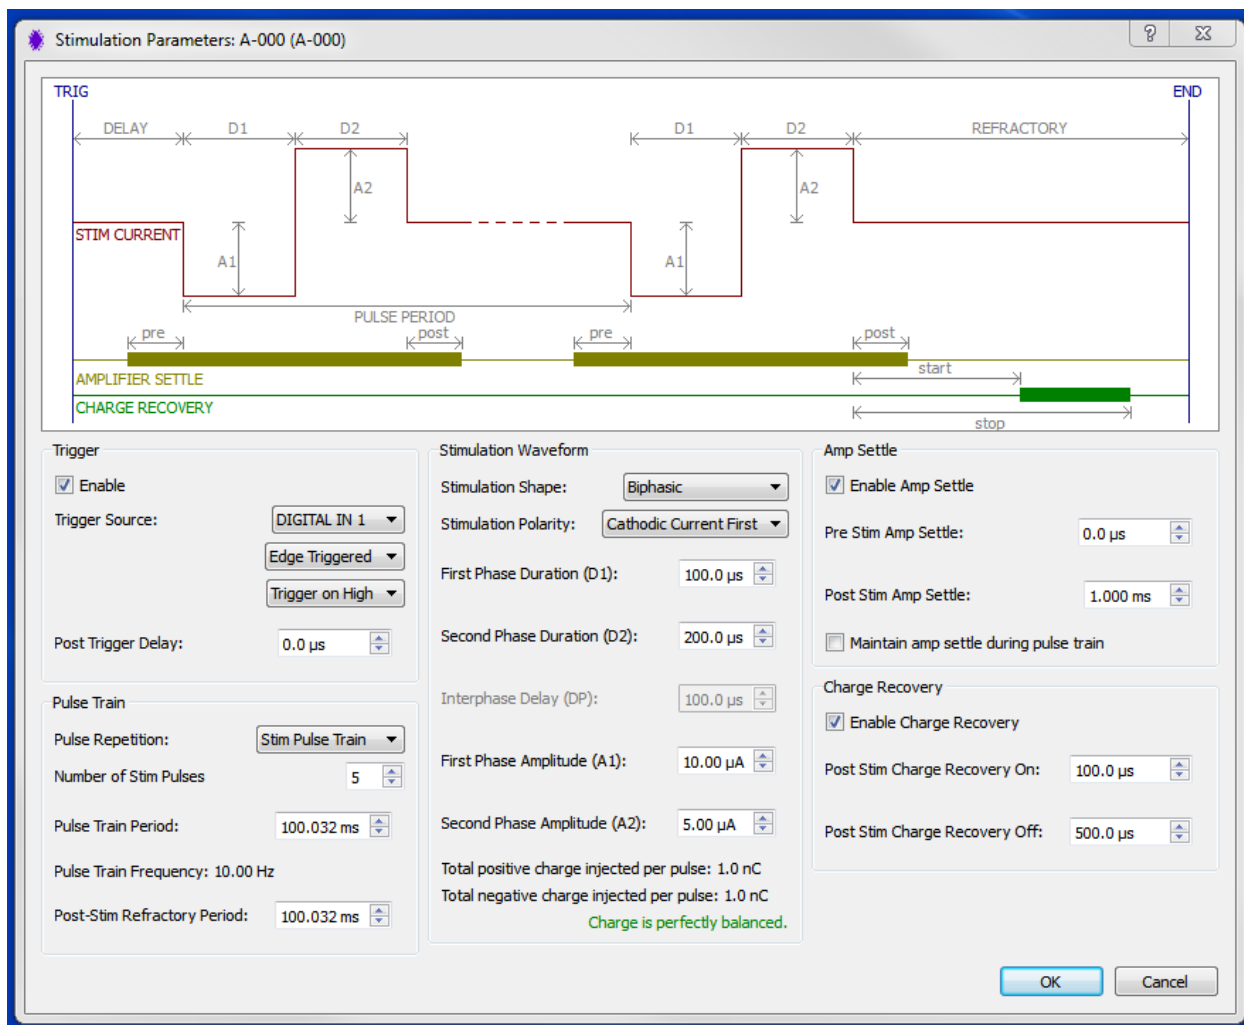 Stimulation Parameters: A-000 (A-000)
TRIG
END
DELAY D1 D2 D1 D2 REFRACTORY
A2 A2
STIM CURRENT
A1 A1
PULSE PERIOD
pre post pre post
start
AMPLIFIER SETTLE
CHARGE RECOVERY
stop
Trigger
Enable
Trigger Source: DIGITAL IN 1
Edge Triggered
Trigger on High
Post Trigger Delay: 0.0 µs
Pulse Train
Pulse Repetition: Stim Pulse Train
Number of Stim Pulses 5
Pulse Train Period: 100.032 ms
Pulse Train Frequency: 10.00 Hz
Post-Stim Refractory Period: 100.032 ms
Stimulation Waveform
Stimulation Shape: Biphasic
Stimulation Polarity: Cathodic Current First
First Phase Duration (D1): 100.0 µs
Second Phase Duration (D2): 200.0 µs
Interphase Delay (DP): 100.0 µs
First Phase Amplitude (A1): 10.00 µA
Second Phase Amplitude (A2): 5.00 µA
Total positive charge injected per pulse: 1.0 nC
Total negative charge injected per pulse: 1.0 nC
Charge is perfectly balanced.
Amp Settle
Enable Amp Settle
Pre Stim Amp Settle: 0.0 µs
Post Stim Amp Settle: 1.000 ms
Maintain amp settle during pulse train
Charge Recovery
Enable Charge Recovery
Post Stim Charge Recovery On: 100.0 µs
Post Stim Charge Recovery Off: 500.0 µs
OK Cancel